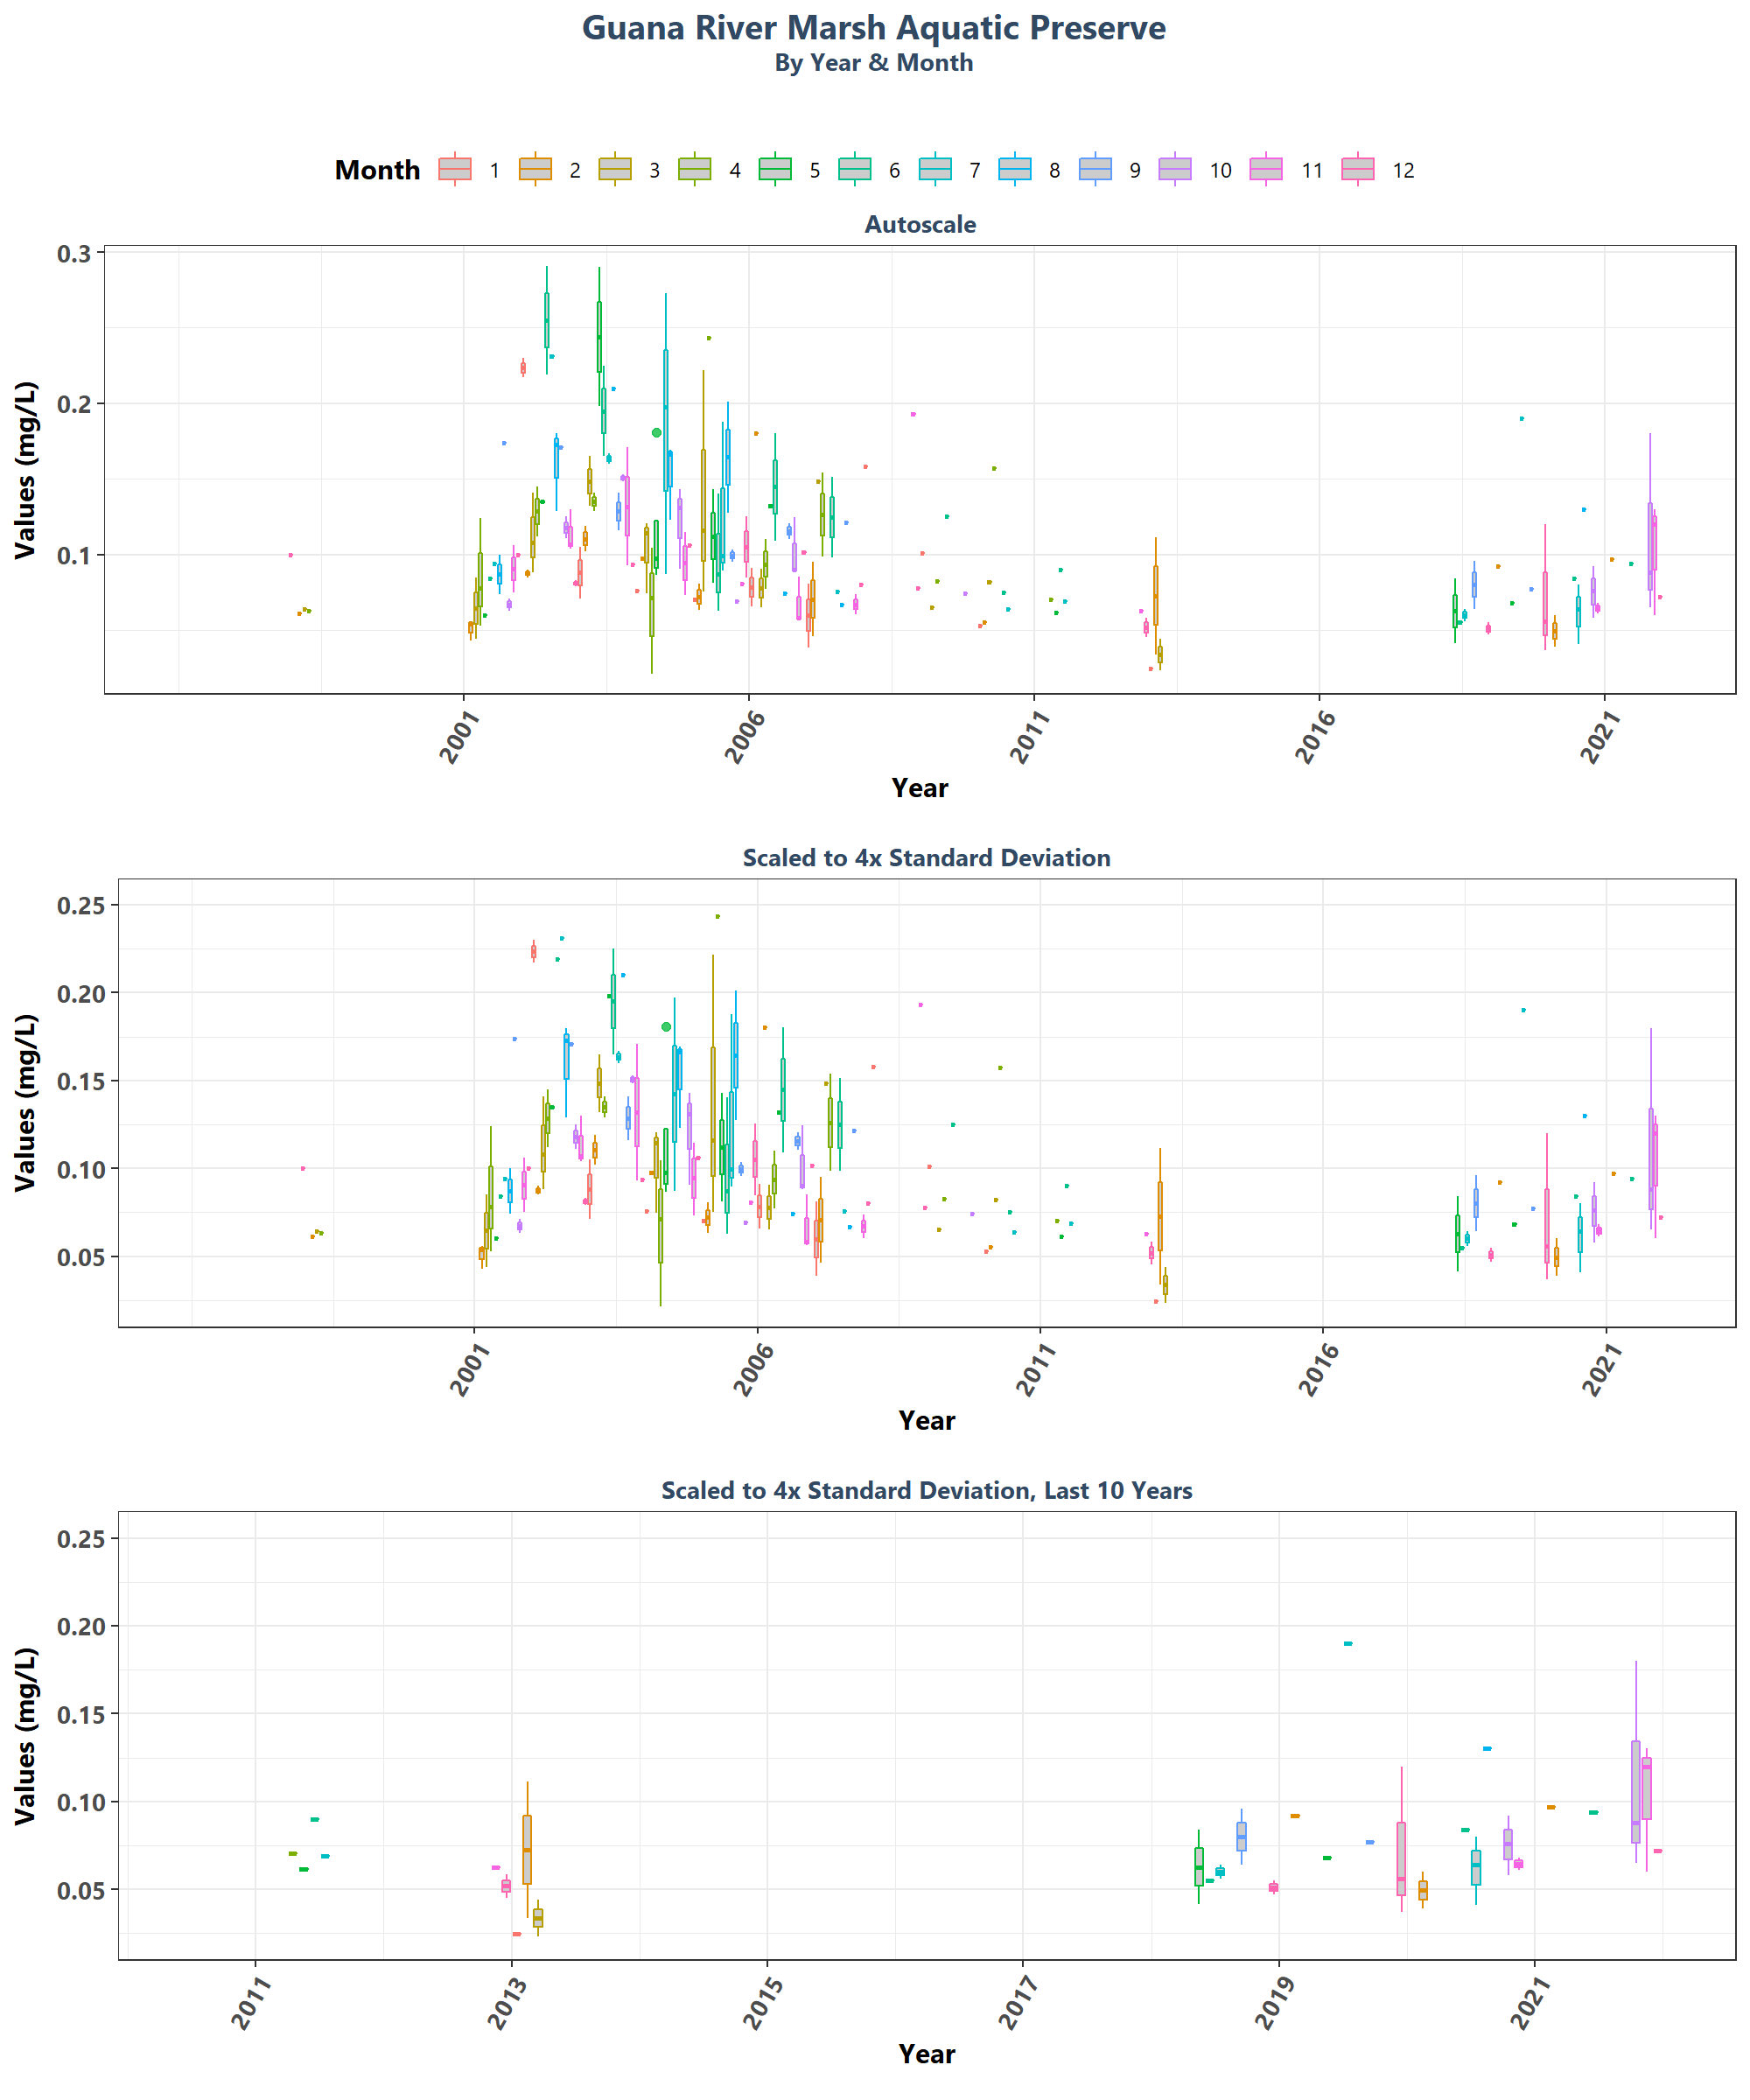 Guana River Marsh Aquatic Preserve
By Year & Month
Month 1 2 3 4 5 6 7 8 9 10 11 12
Autoscale
0.3
0.2
0.1
Values (mg/L)
2001 2006 2011 2016 2021
Year
Scaled to 4x Standard Deviation
0.25
0.20
0.15
0.10
0.05
Values (mg/L)
2001 2006 2011 2016 2021
Year
Scaled to 4x Standard Deviation, Last 10 Years
0.25
0.20
0.15
0.10
0.05
Values (mg/L)
2011 2013 2015 2017 2019 2021
Year